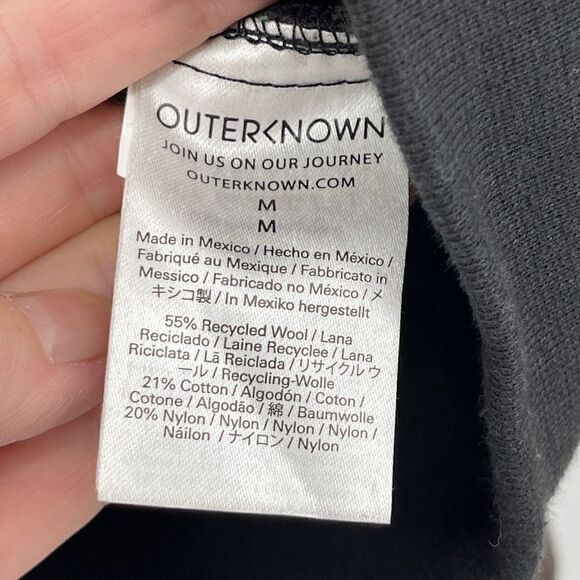 OUTERKNOWN
JOIN US ON OUR JOURNEY
OUTERKNOWN.COM
M
M
Made in Mexico / Hecho en México /
Fabriqué au Mexique / Fabbricato in
Messico / Fabricado no México / メ
キシコ製 / In Mexiko hergestellt
55% Recycled Wool / Lana
Reciclado / Laine Recyclee / Lana
Riciclata / Lã Reiclada / リサイクル ウ
ール / Recycling-Wolle
21% Cotton / Algodón / Coton /
Cotone / Algodão / 綿 / Baumwolle
20% Nylon / Nylon / Nylon / Nylon /
Náilon / ナイロン / Nylon